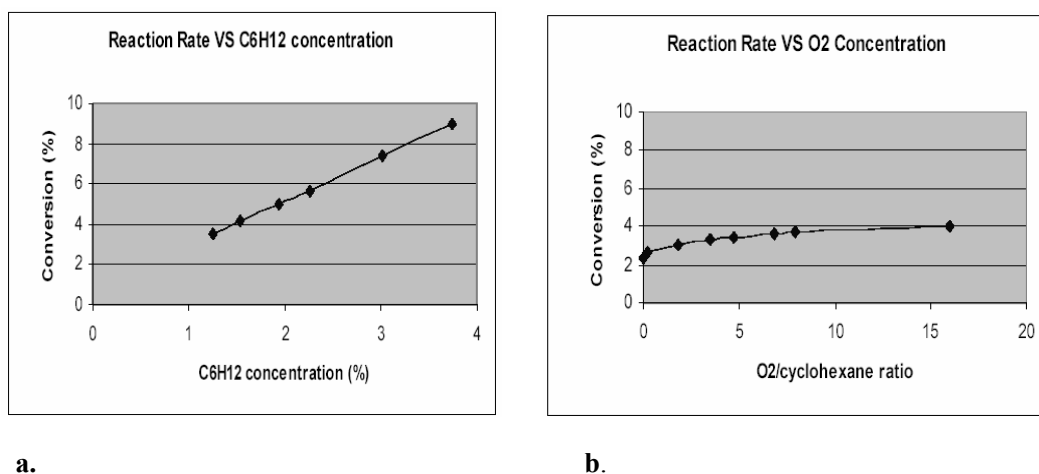 Reaction Rate VS C6H12 concentration
Conversion (%)
10
8
6
4
2
0
0 1 2 3 4
C6H12 concentration (%)
a.
Reaction Rate VS O2 Concentration
Conversion (%)
10
8
6
4
2
0
0 5 10 15 20
O2/cyclohexane ratio
b.